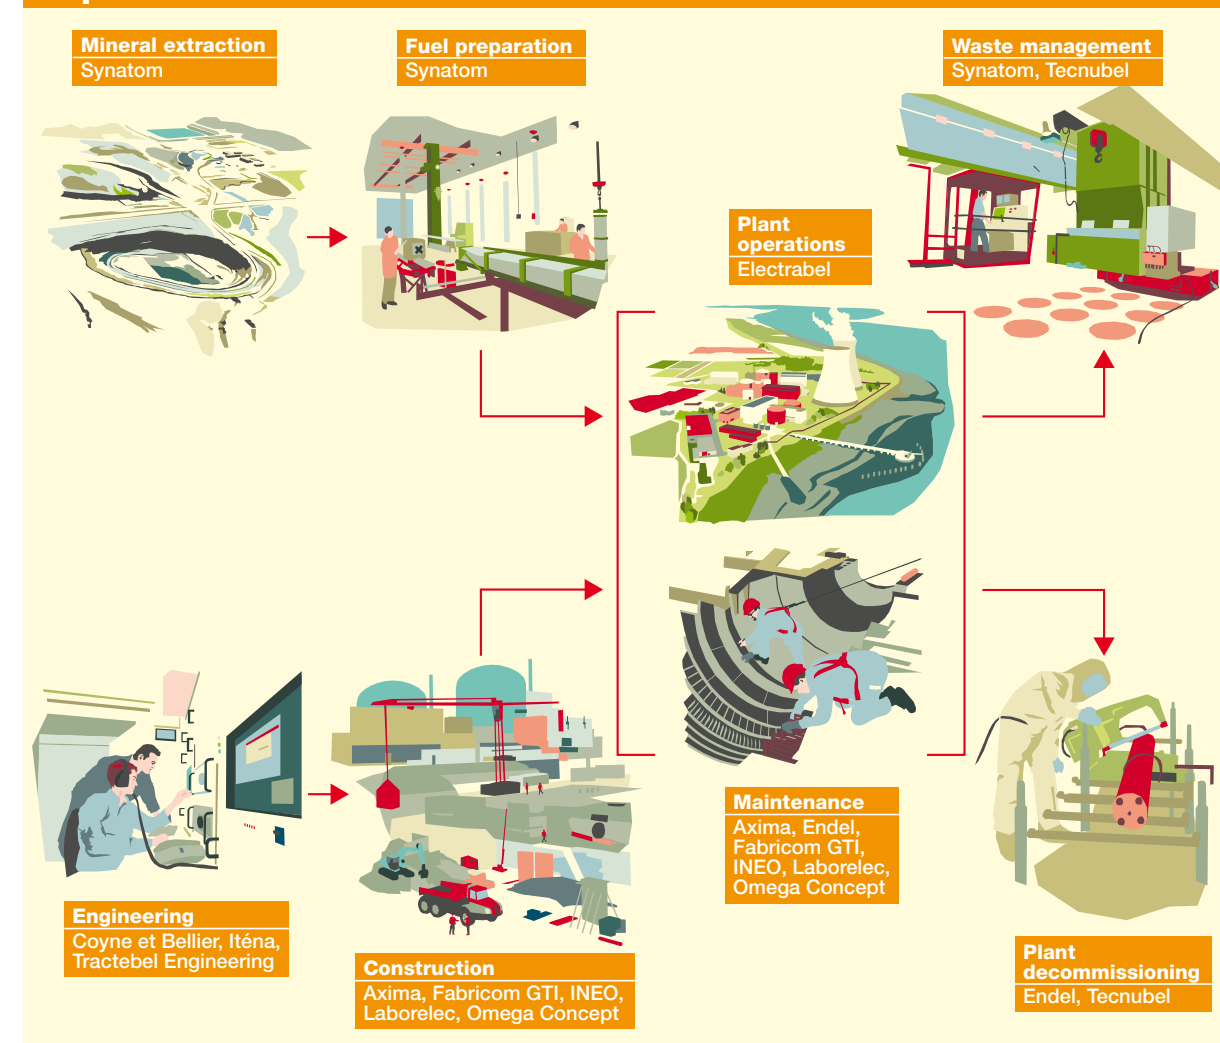 Mineral extraction
Synatom
Fuel preparation
Synatom
Waste management
Synatom, Tecnubel
Plant
operations
Electrabel
Maintenance
Axima, Endel,
Fabricom GTI,
INEO, Laborelec,
Omega Concept
Engineering
Coyne et Bellier, Iténa,
Tractebel Engineering
Construction
Axima, Fabricom GTI, INEO,
Laborelec, Omega Concept
Plant
decommissioning
Endel, Tecnubel